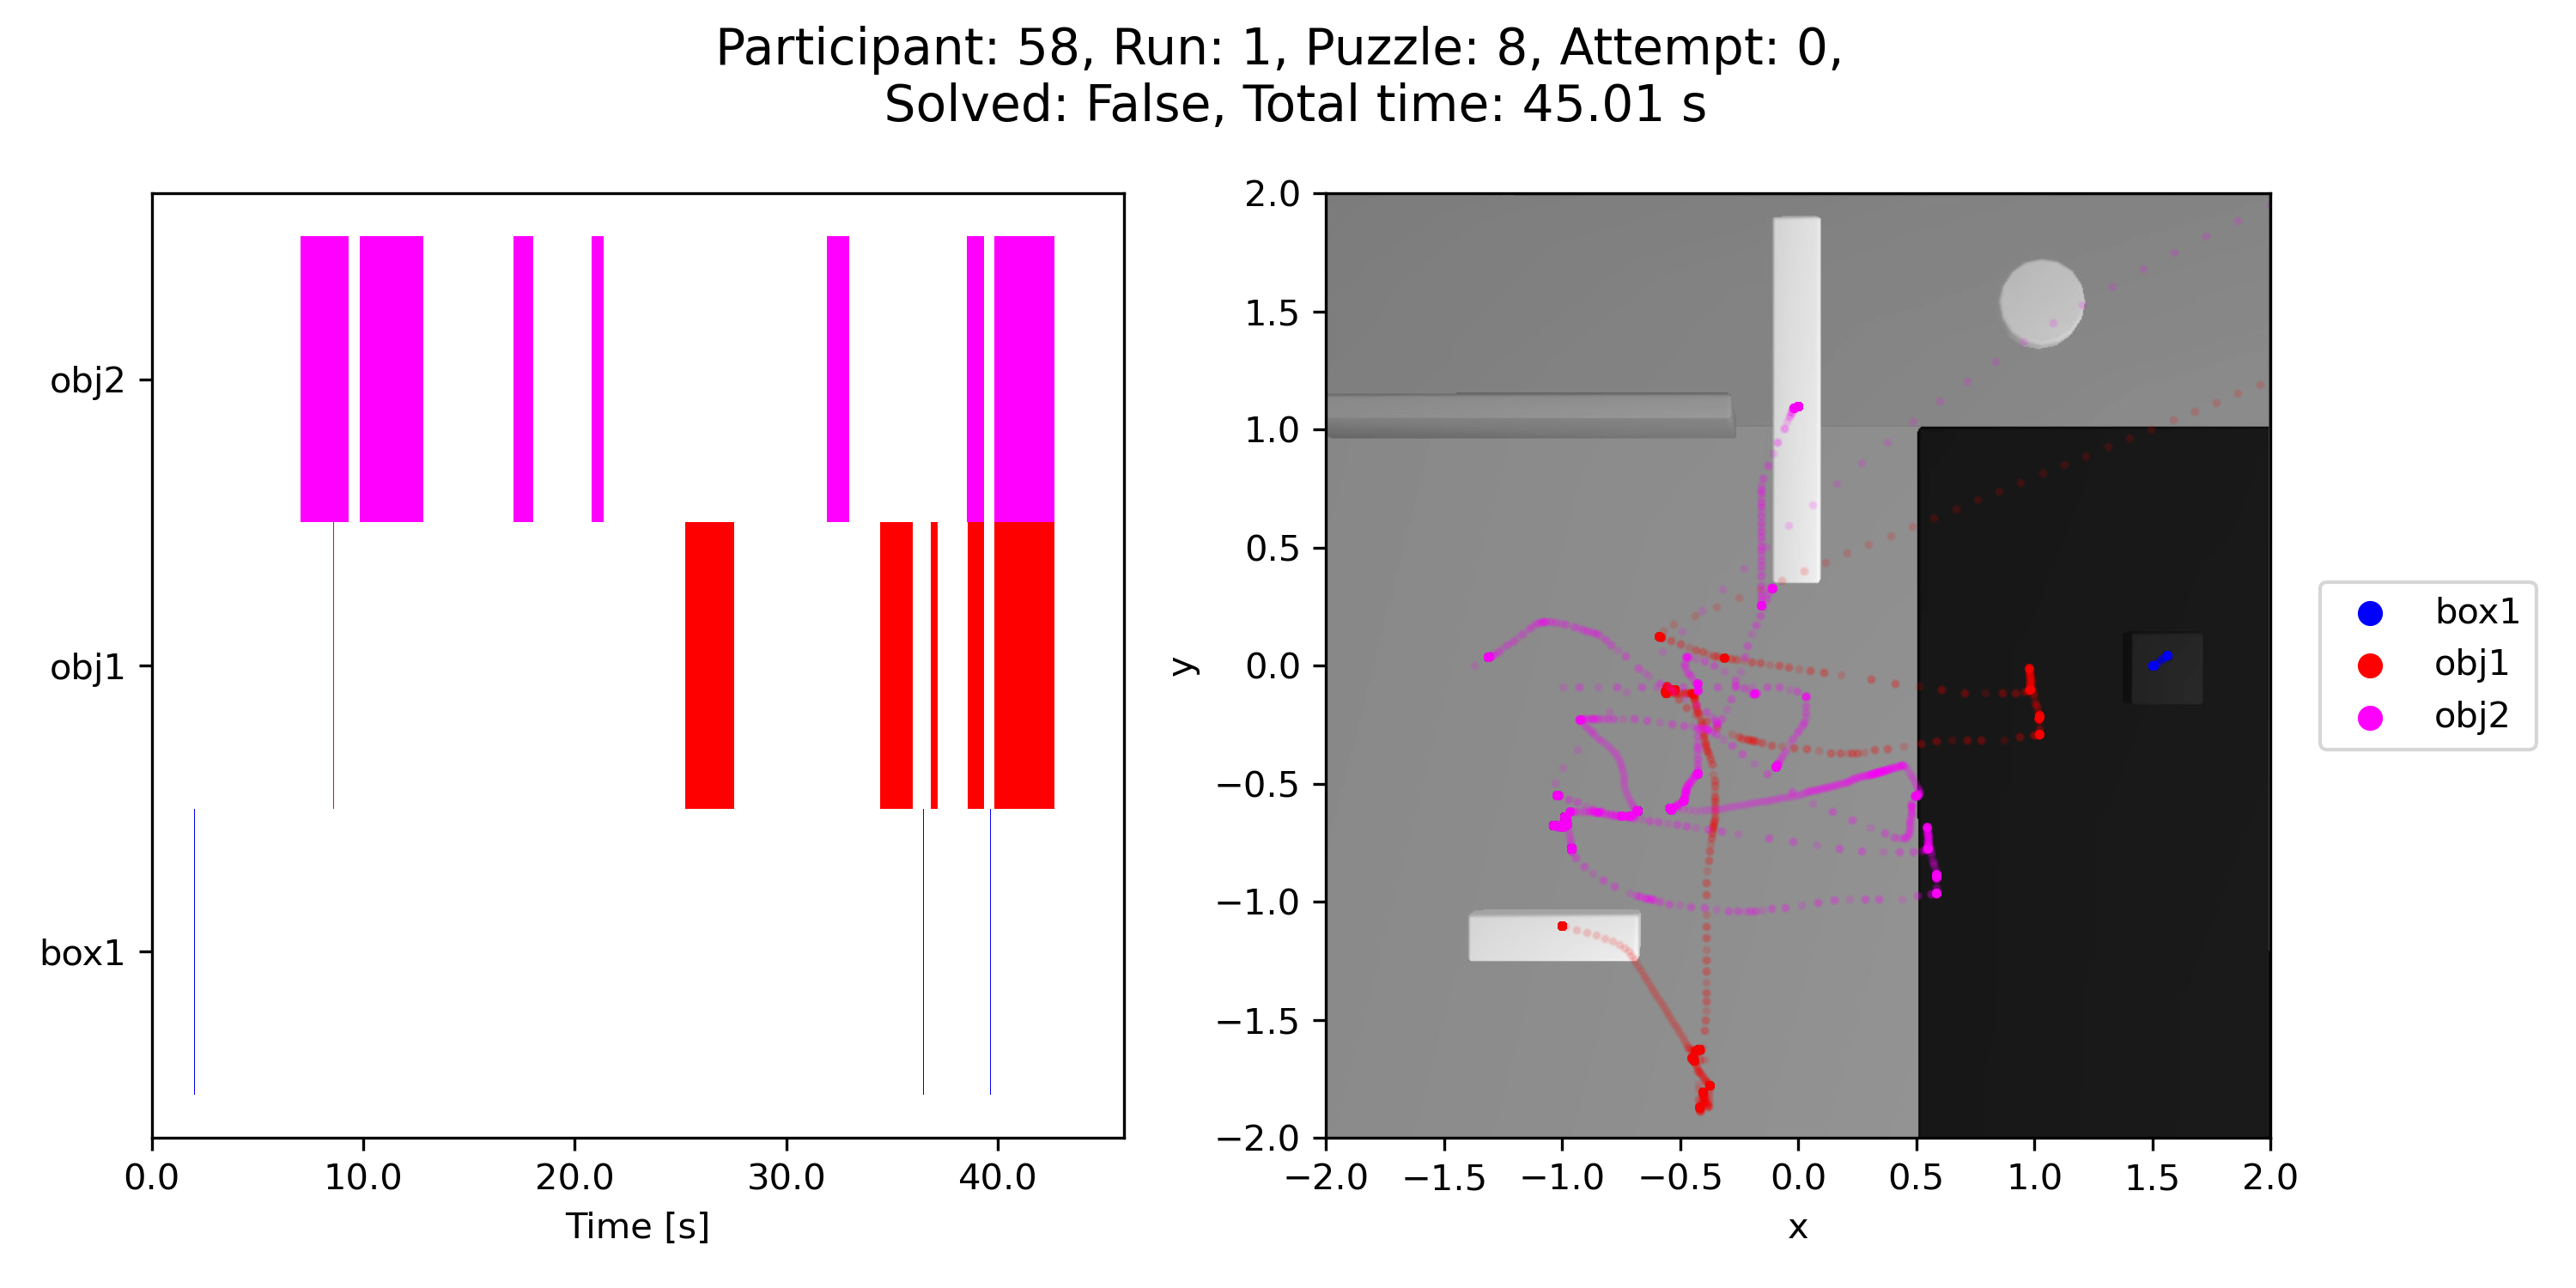 Participant: 58, Run: 1, Puzzle: 8, Attempt: 0,
Solved: False, Total time: 45.01 s
obj2
obj1
box1
0.0 10.0 20.0 30.0 40.0
Time [s]
2.0
1.5
1.0
0.5
0.0
−0.5
−1.0
−1.5
−2.0
y
−2.0 −1.5 −1.0 −0.5 0.0 0.5 1.0 1.5 2.0
x
box1
obj1
obj2